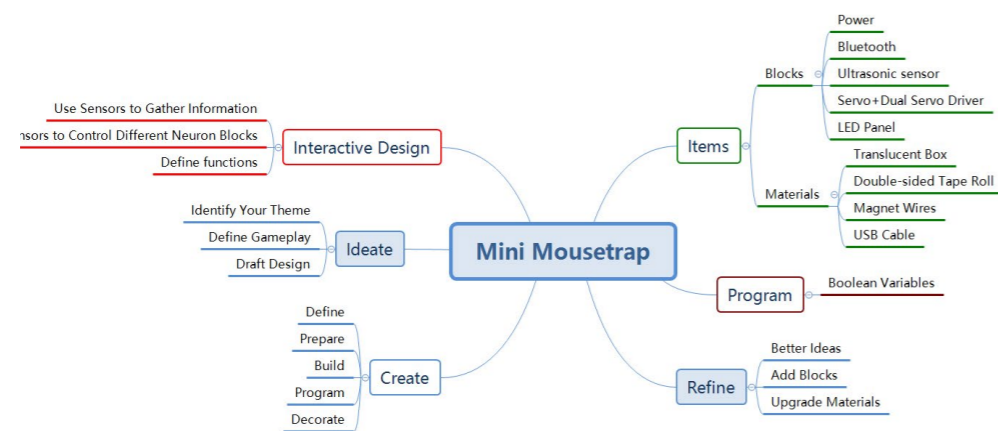 Mini Mousetrap
Interactive Design
Use Sensors to Gather Information
to Control Different Neuron Blocks
Define functions
Ideate
Identify Your Theme
Define Gameplay
Draft Design
Create
Define
Prepare
Build
Program
Decorate
Items
Blocks
Power
Bluetooth
Ultrasonic sensor
Servo+Dual Servo Driver
LED Panel
Materials
Translucent Box
Double-sided Tape Roll
Magnet Wires
USB Cable
Program
Boolean Variables
Refine
Better Ideas
Add Blocks
Upgrade Materials